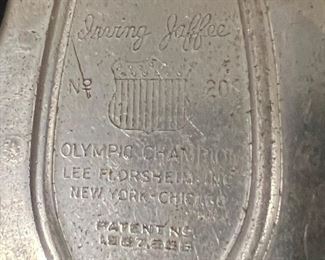 Irving Jaffee
No 20
OLYMPIC CHAMPION
LEE FLORSHEIM, INC
NEW YORK-CHICAGO
PATENT NO.